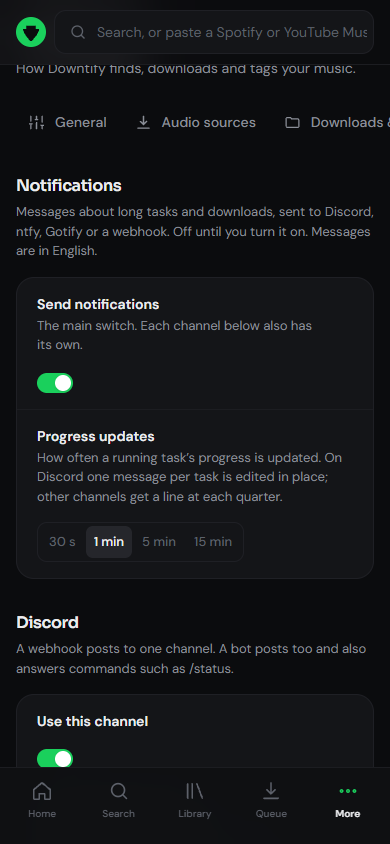 Search, or paste a Spotify or YouTube Mus
How Downtify finds, downloads and tags your music.
General
Audio sources
Downloads &
Notifications
Messages about long tasks and downloads, sent to Discord,
ntfy, Gotify or a webhook. Off until you turn it on. Messages
are in English.
Send notifications
The main switch. Each channel below also has
its own.
Progress updates
How often a running task’s progress is updated. On
Discord one message per task is edited in place;
other channels get a line at each quarter.
30 s
1 min
5 min
15 min
Discord
A webhook posts to one channel. A bot posts too and also
answers commands such as /status.
Use this channel
Home
Search
Library
Queue
More